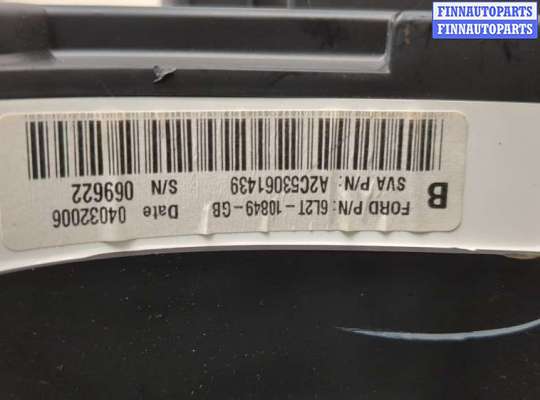 FINNAUTOPARTS
FINNAUTOPARTS
B
FORD P/N: 6L2T-10849-GB
SVA P/N: A2C53061439
Date 04032006
S/N 069622